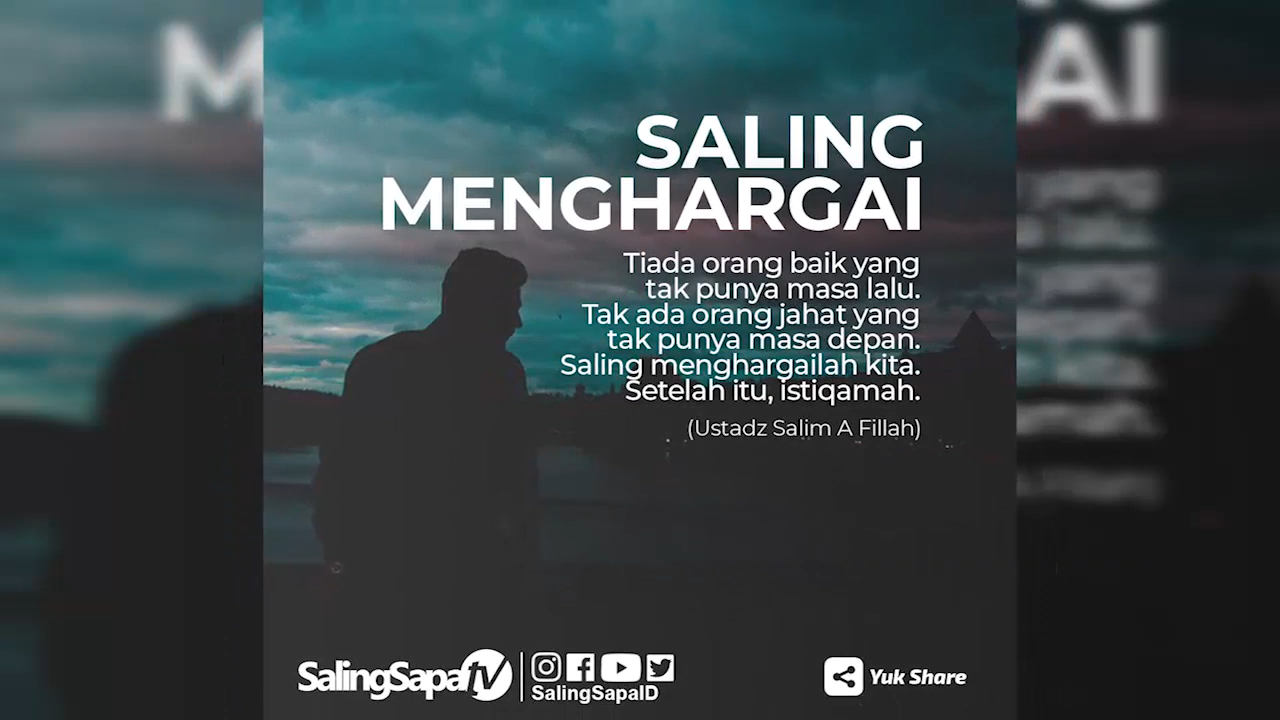 SALING
MENGHARGAI
Tiada orang baik yang
tak punya masa lalu.
Tak ada orang jahat yang
tak punya masa depan.
Saling menghargailah kita.
Setelah itu, istiqamah.
(Ustadz Salim A Fillah)
SalingSapaTV
SalingSapaID
Yuk Share